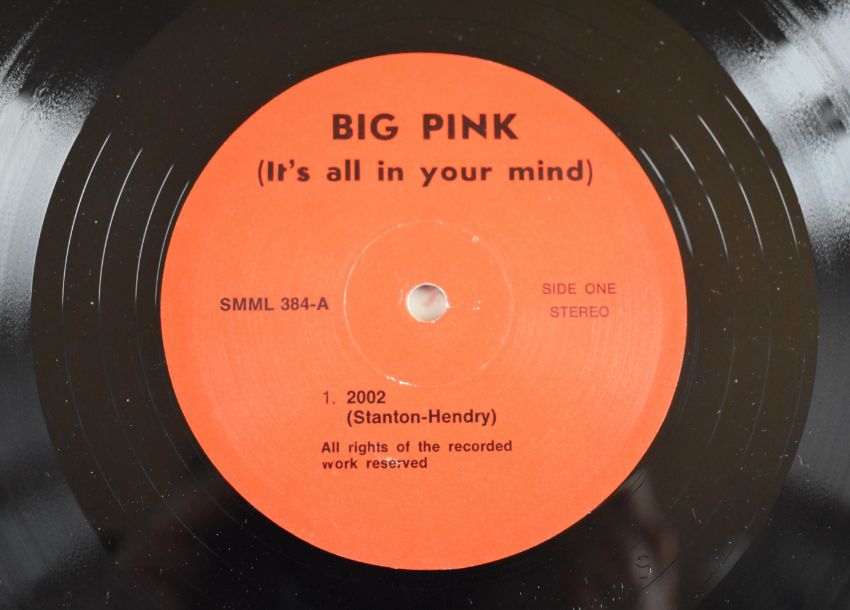 BIG PINK
(It's all in your mind)
SMML 384-A
SIDE ONE
STEREO
1. 2002
(Stanton-Hendry)
All rights of the recorded
work reserved